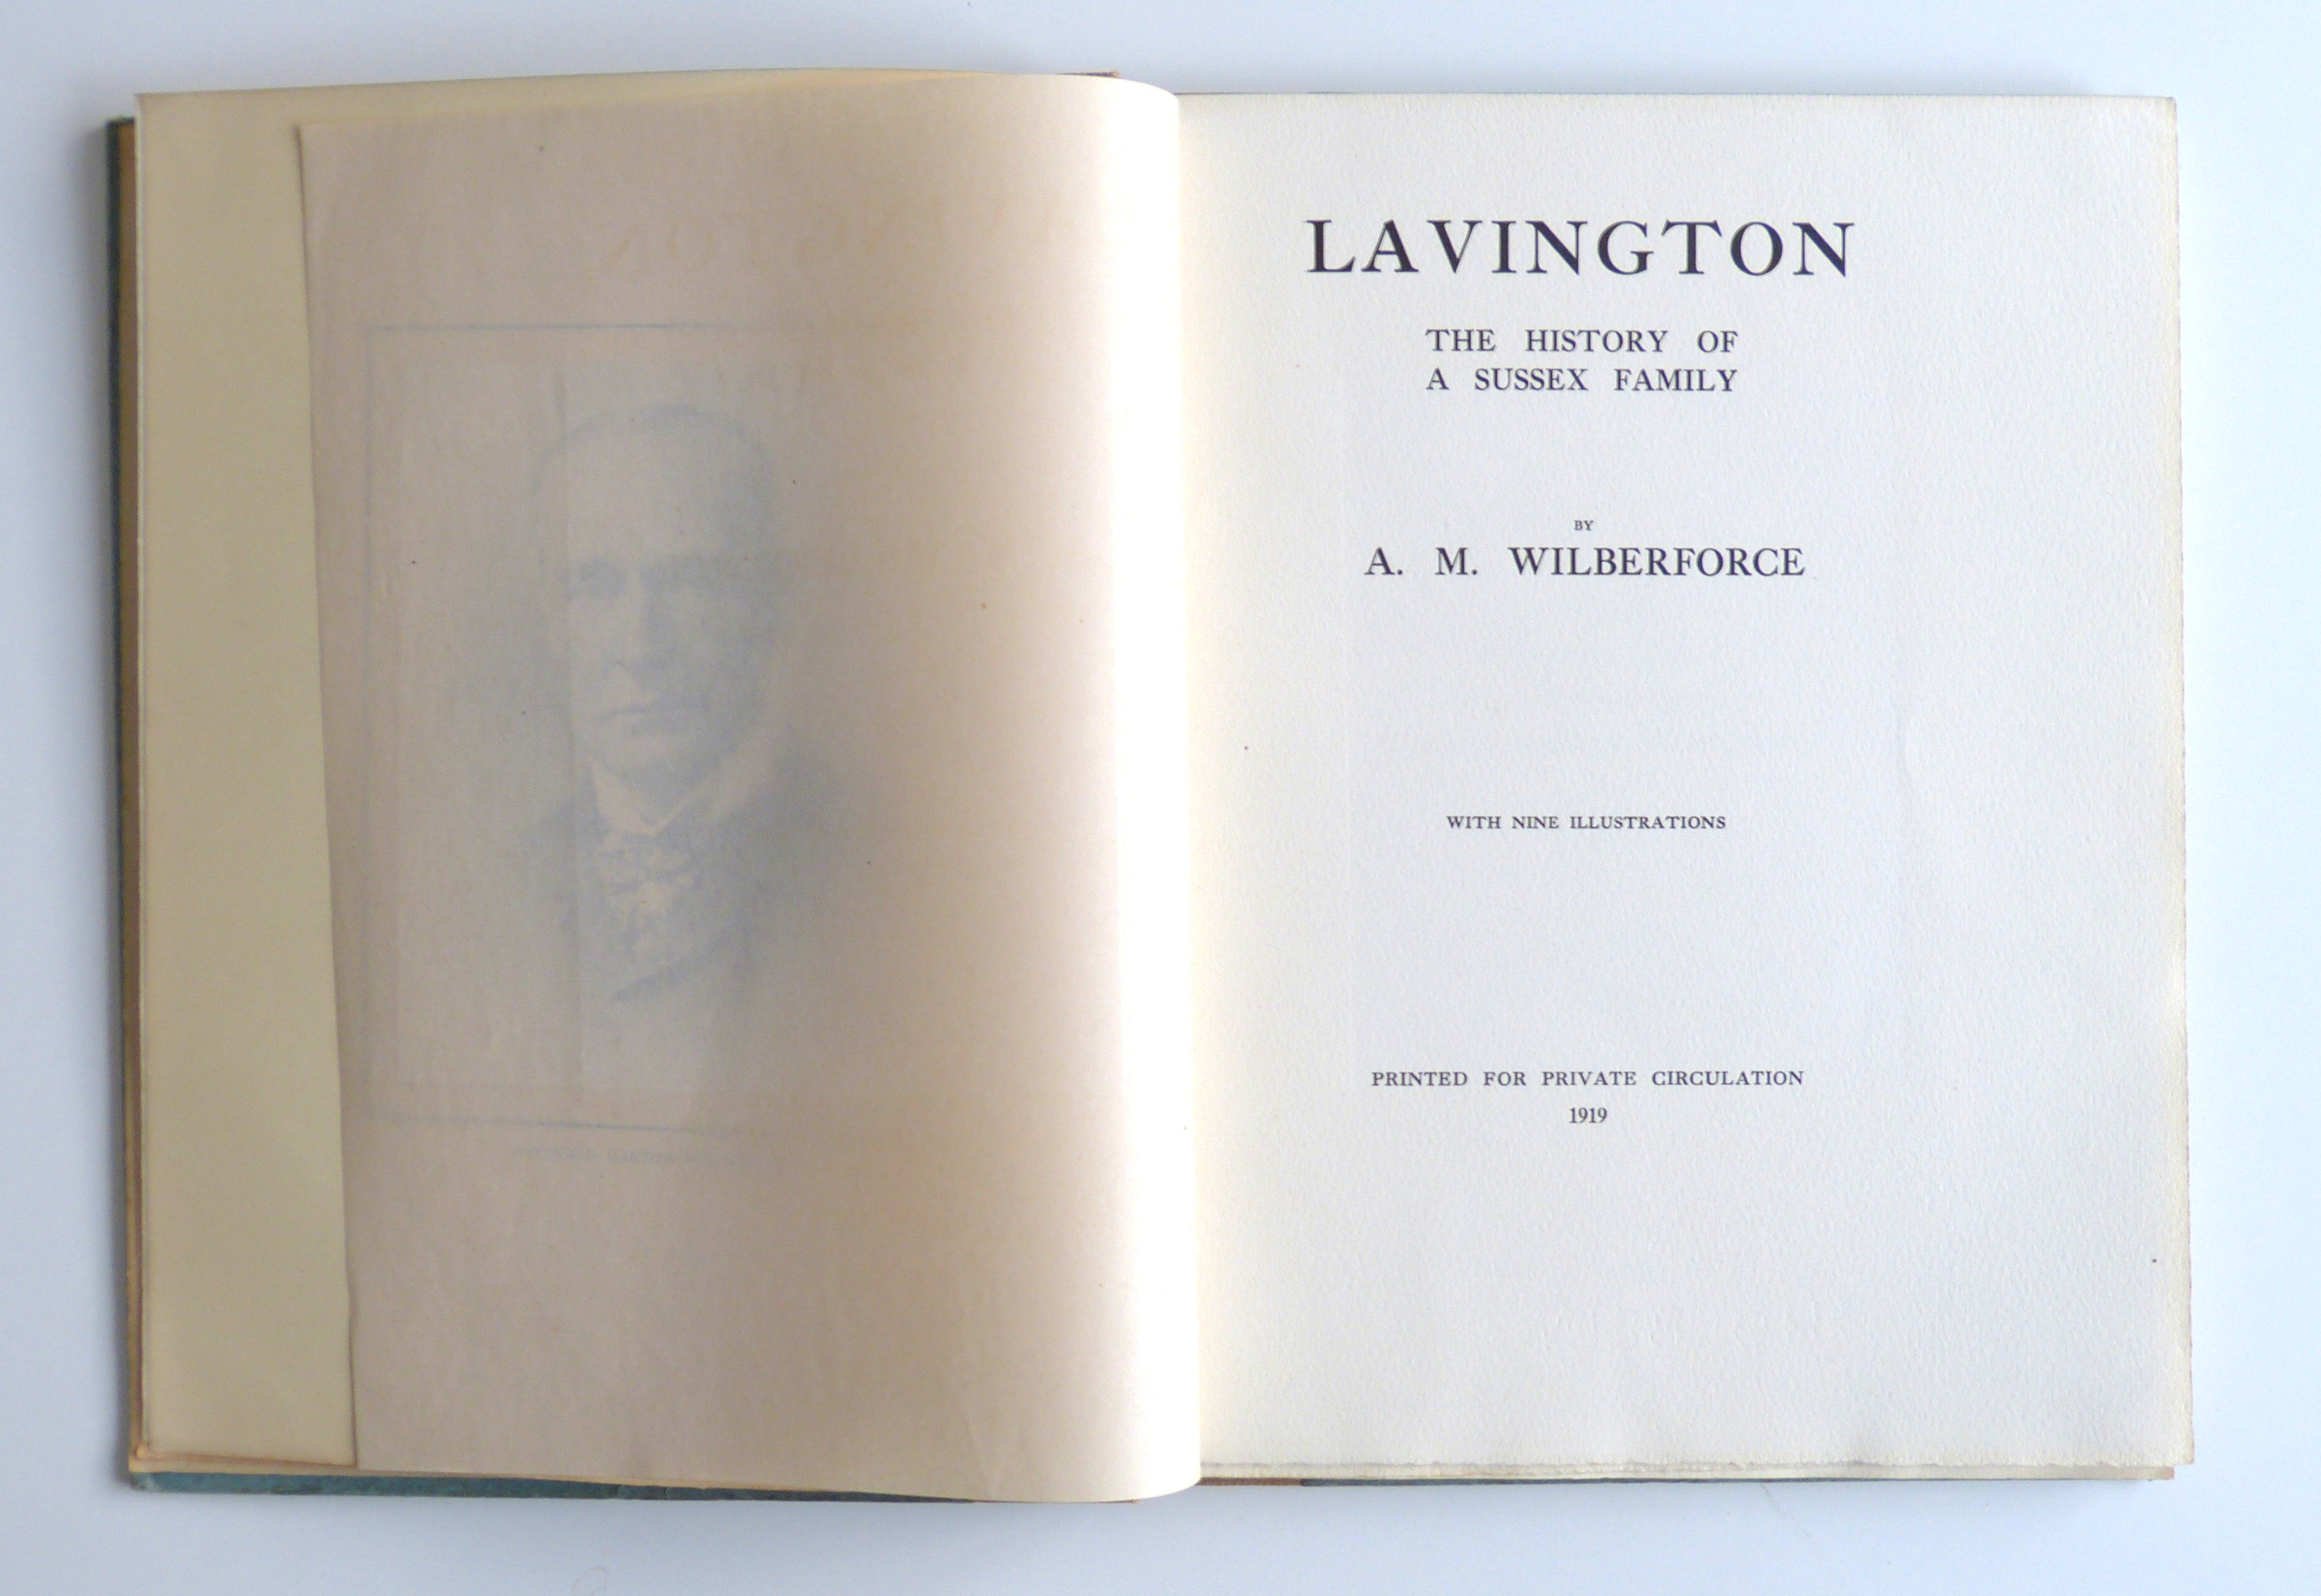 LAVINGTON
THE HISTORY OF
A SUSSEX FAMILY
BY
A. M. WILBERFORCE
WITH NINE ILLUSTRATIONS
PRINTED FOR PRIVATE CIRCULATION
1919